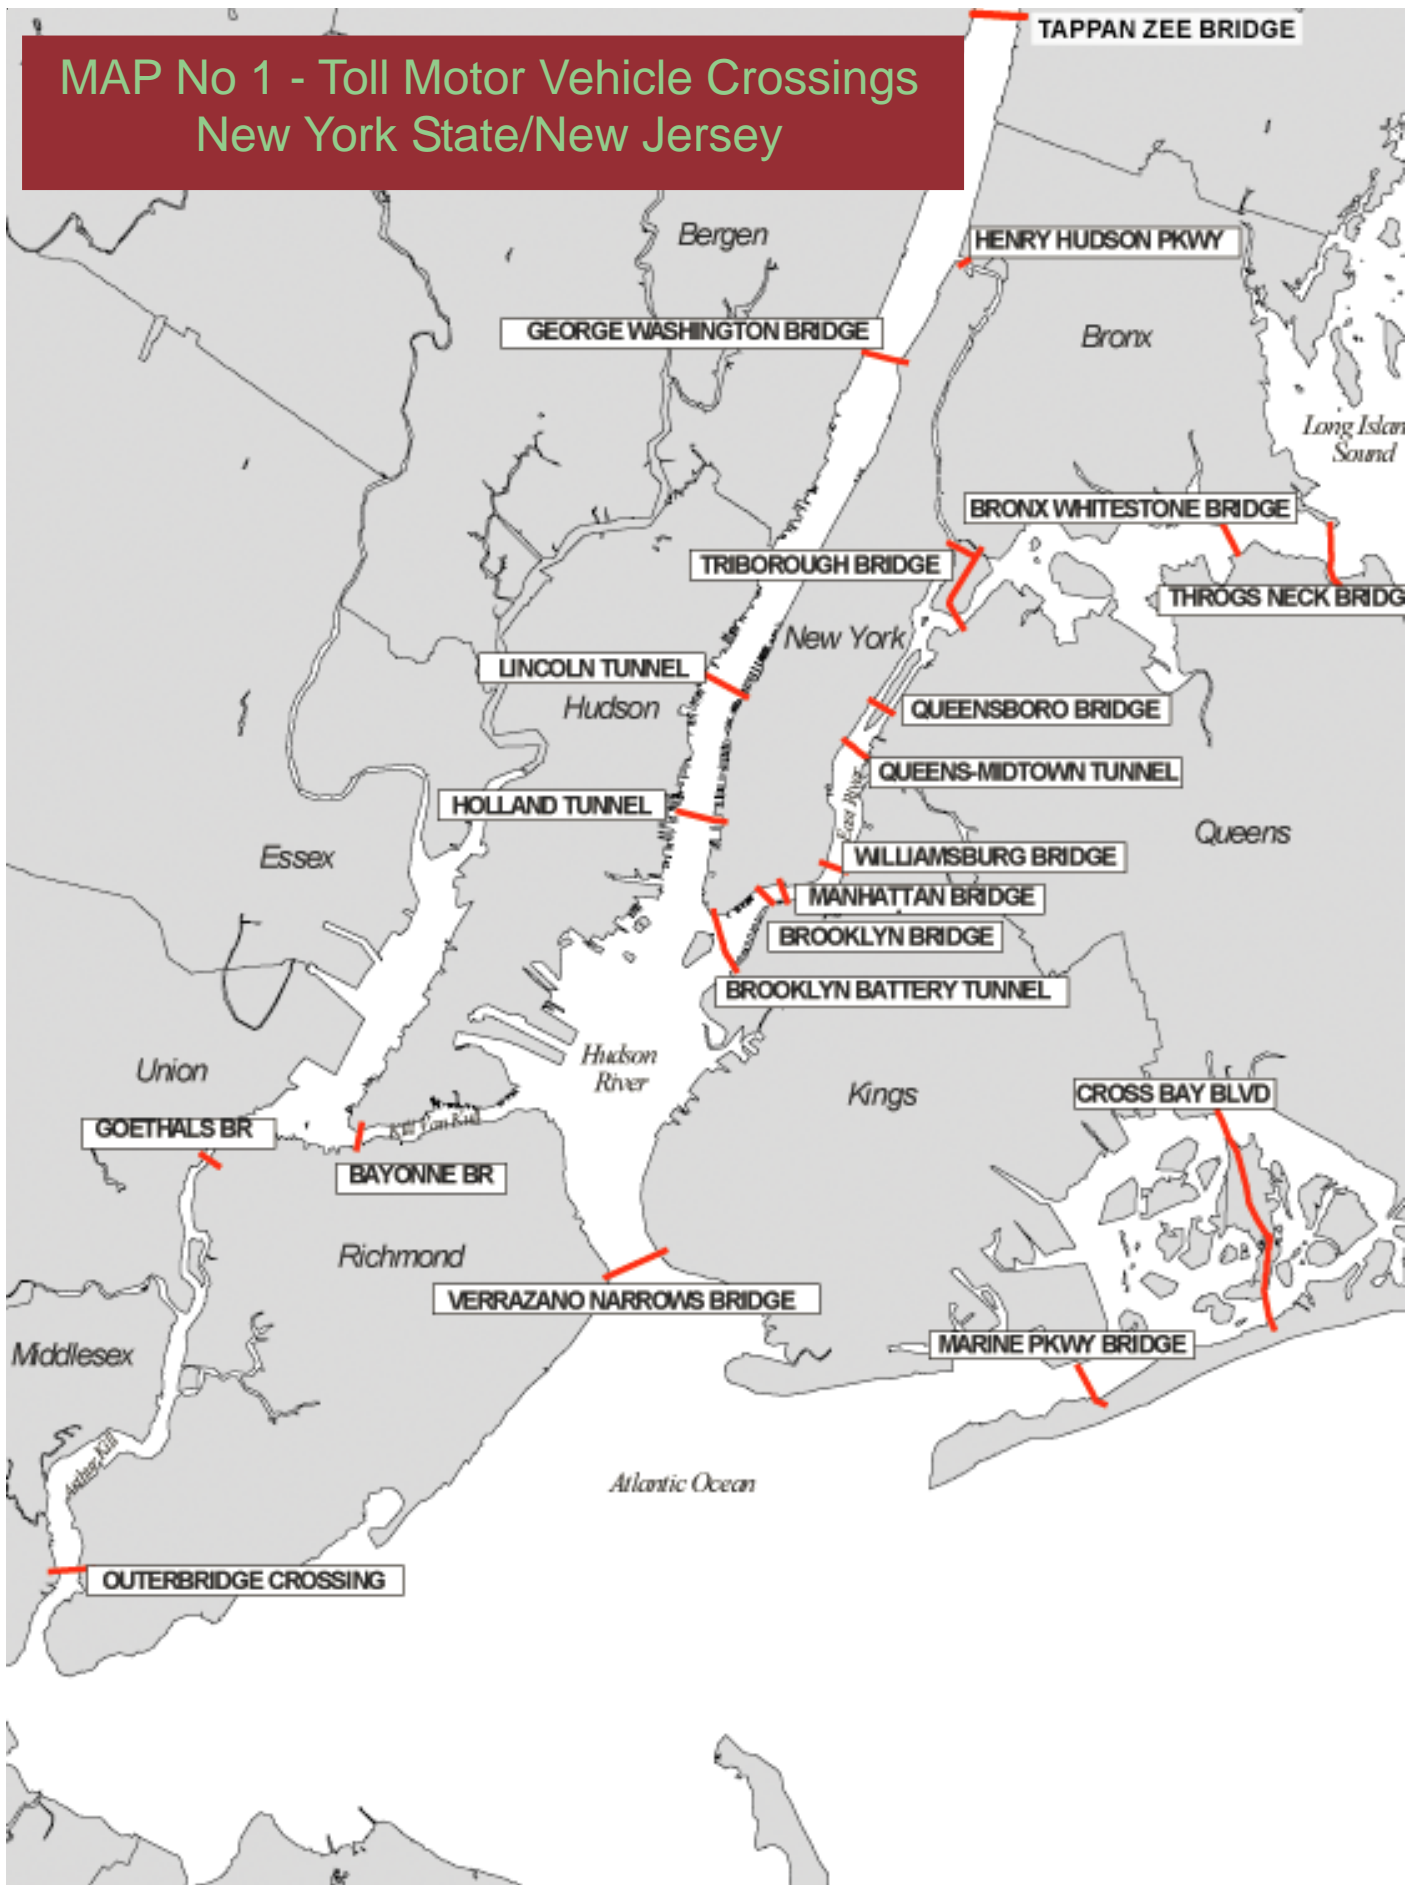 TAPPAN ZEE BRIDGE
MAP No 1 - Toll Motor Vehicle Crossings
New York State/New Jersey
Bergen
HENRY HUDSON PKWY
GEORGE WASHINGTON BRIDGE
Bronx
Long Islan
Sound
BRONX WHITESTONE BRIDGE
TRIBOROUGH BRIDGE
THROGS NECK BRIDG
New York
LINCOLN TUNNEL
Hudson
QUEENSBORO BRIDGE
QUEENS-MIDTOWN TUNNEL
HOLLAND TUNNEL
East River
Queens
Essex
WILLIAMSBURG BRIDGE
MANHATTAN BRIDGE
BROOKLYN BRIDGE
BROOKLYN BATTERY TUNNEL
Hudson
River
Union
Kings
CROSS BAY BLVD
GOETHALS BR
Kill Van Kull
BAYONNE BR
Richmond
VERRAZANO NARROWS BRIDGE
MARINE PKWY BRIDGE
Middlesex
Arthur Kill
Atlantic Ocean
OUTERBRIDGE CROSSING